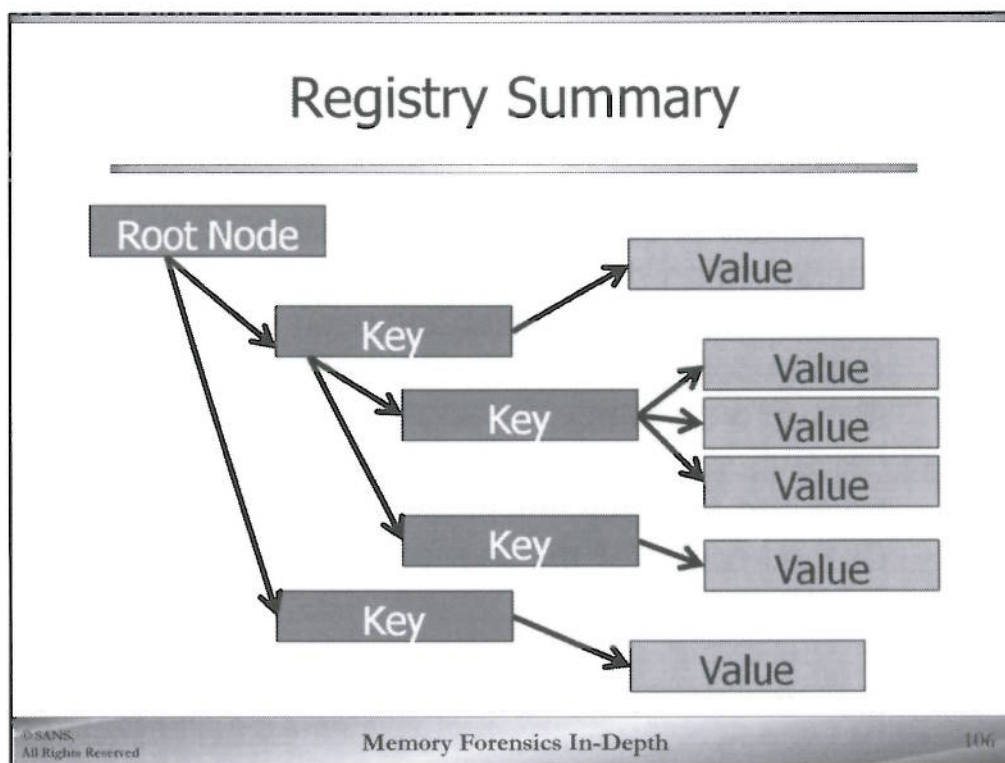 Registry Summary
Root Node
Value
Key
Value
Key
Value
Value
Key
Value
Key
Value
© SANS,
All Rights Reserved
Memory Forensics In-Depth
106